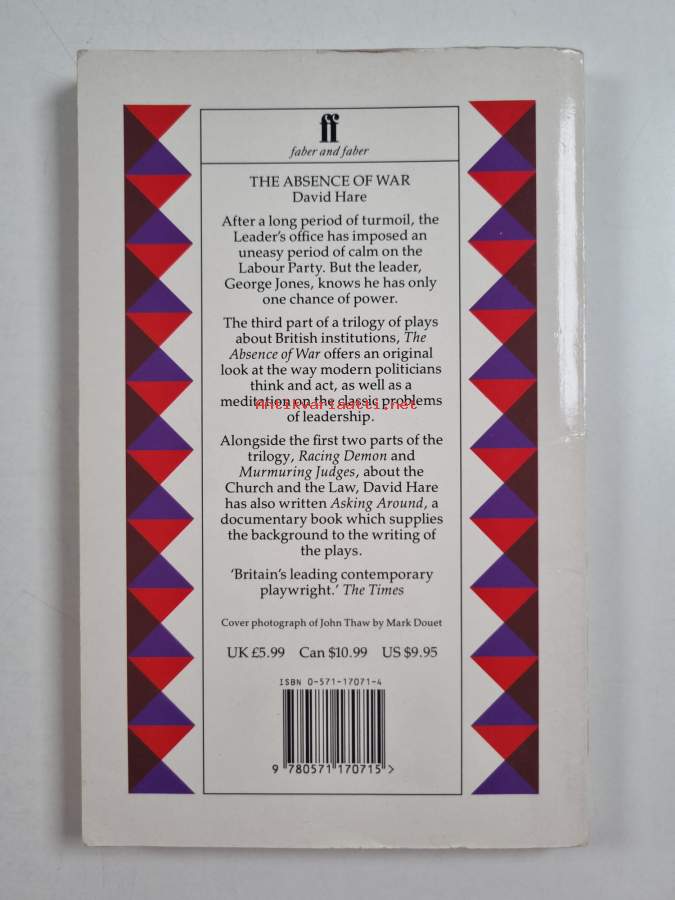 ff
faber and faber
THE ABSENCE OF WAR
David Hare
After a long period of turmoil, the
Leader's office has imposed an
uneasy period of calm on the
Labour Party. But the leader,
George Jones, knows he has only
one chance of power.
The third part of a trilogy of plays
about British institutions, The
Absence of War offers an original
look at the way modern politicians
think and act, as well as a
meditation on the classic problems
Antikvariaatti.net
of leadership.
Alongside the first two parts of the
trilogy, Racing Demon and
Murmuring Judges, about the
Church and the Law, David Hare
has also written Asking Around, a
documentary book which supplies
the background to the writing of
the plays.
'Britain's leading contemporary
playwright.' The Times
Cover photograph of John Thaw by Mark Douet
UK £5.99 Can $10.99 US $9.95
ISBN 0-571-17071-4
9 780571 170715 >